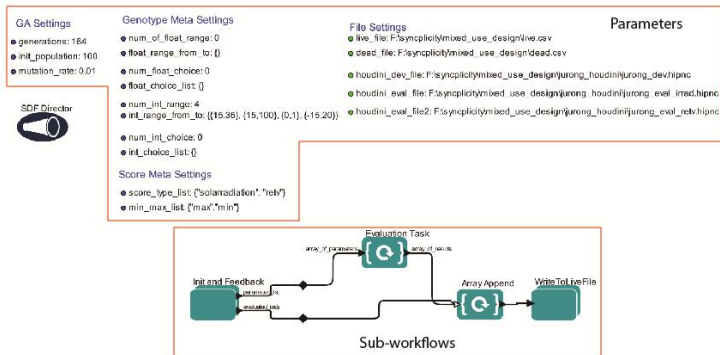 GA Settings
generations: 164
init_population: 100
mutation_rate: 0.01
SDF Director
Genotype Meta Settings
num_of_float_range: 0
float_range_from_to: {}
num_float_choice: 0
float_choice_list: {}
num_int_range: 4
int_range_from_to: {{15,35}, {15,100}, {0,1}, {-15,20}}
num_int_choice: 0
int_choice_list: {}
Score Meta Settings
score_type_list: {"solarradiation", "retv"}
min_max_list: {"max","min"}
File Settings
Parameters
live_file: F:\syncplicity\mixed_use_design\live.csv
dead_file: F:\syncplicity\mixed_use_design\dead.csv
houdini_dev_file: F:\syncplicity\mixed_use_design\jurong_houdini\jurong_dev.hipnc
houdini_eval_file: F:\syncplicity\mixed_use_design\jurong_houdini\jurong_eval_irrad.hipnc
houdini_eval_file2: F:\syncplicity\mixed_use_design\jurong_houdini\jurong_eval_retv.hipnc
Evaluation Task
array_of_parameters
array_of_results
Init and Feedback
parameter_list
evaluated_inds
Array Append
WriteToLiveFile
Sub-workflows